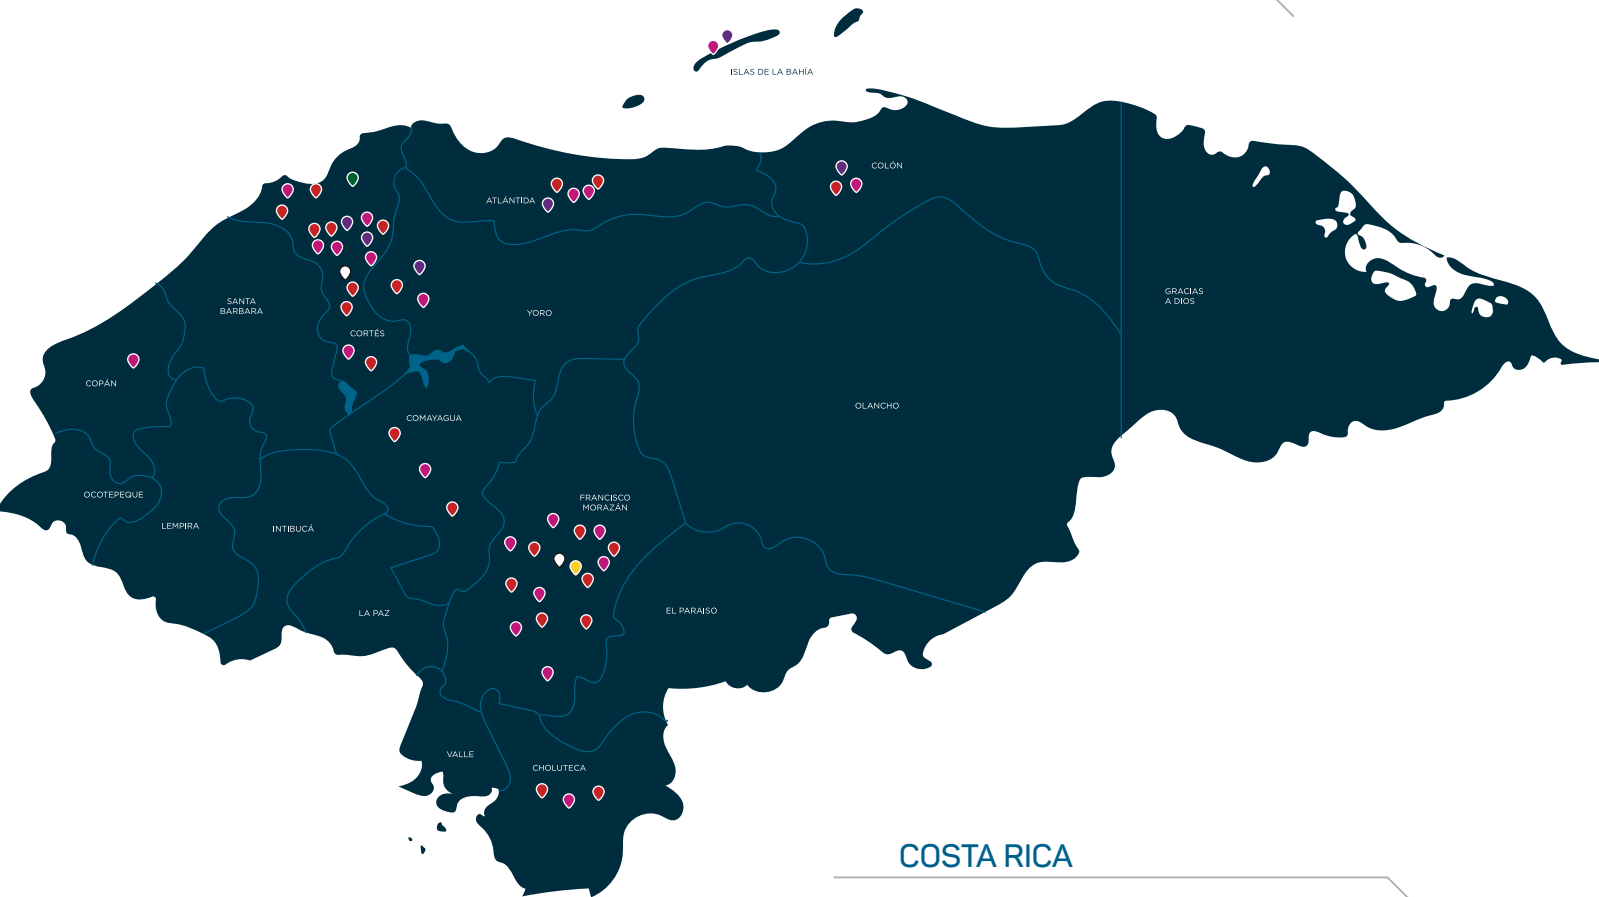 ISLAS DE LA BAHÍA
COLÓN
ATLÁNTIDA
GRACIAS
A DIOS
SANTA
BARBARA
YORO
CORTÉS
COPÁN
OLANCHO
COMAYAGUA
OCOTEPEQUE
FRANCISCO
MORAZÁN
LEMPIRA
INTIBUCÁ
LA PAZ
EL PARAISO
VALLE
CHOLUTECA
COSTA RICA